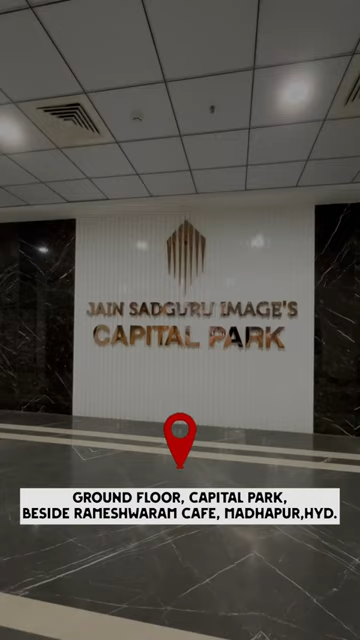 JAIN SADGURU IMAGE'S
CAPITAL PARK
GROUND FLOOR, CAPITAL PARK,
BESIDE RAMESHWARAM CAFE, MADHAPUR,HYD.